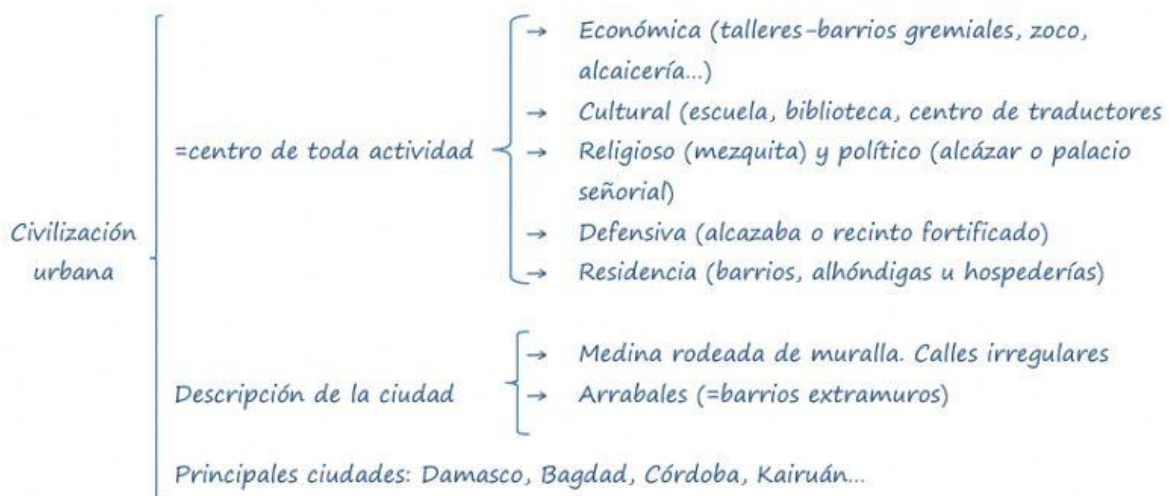 → Económica (talleres-barrios gremiales, zoco,
alcaicería...)
→ Cultural (escuela, biblioteca, centro de traductores
=centro de toda actividad
→ Religioso (mezquita) y político (alcázar o palacio
señorial)
→ Defensiva (alcazaba o recinto fortificado)
→ Residencia (barrios, alhóndigas u hospederías)
Civilización
urbana
→ Medina rodeada de muralla. Calles irregulares
Descripción de la ciudad
→ Arrabales (=barrios extramuros)
Principales ciudades: Damasco, Bagdad, Córdoba, Kairuán...